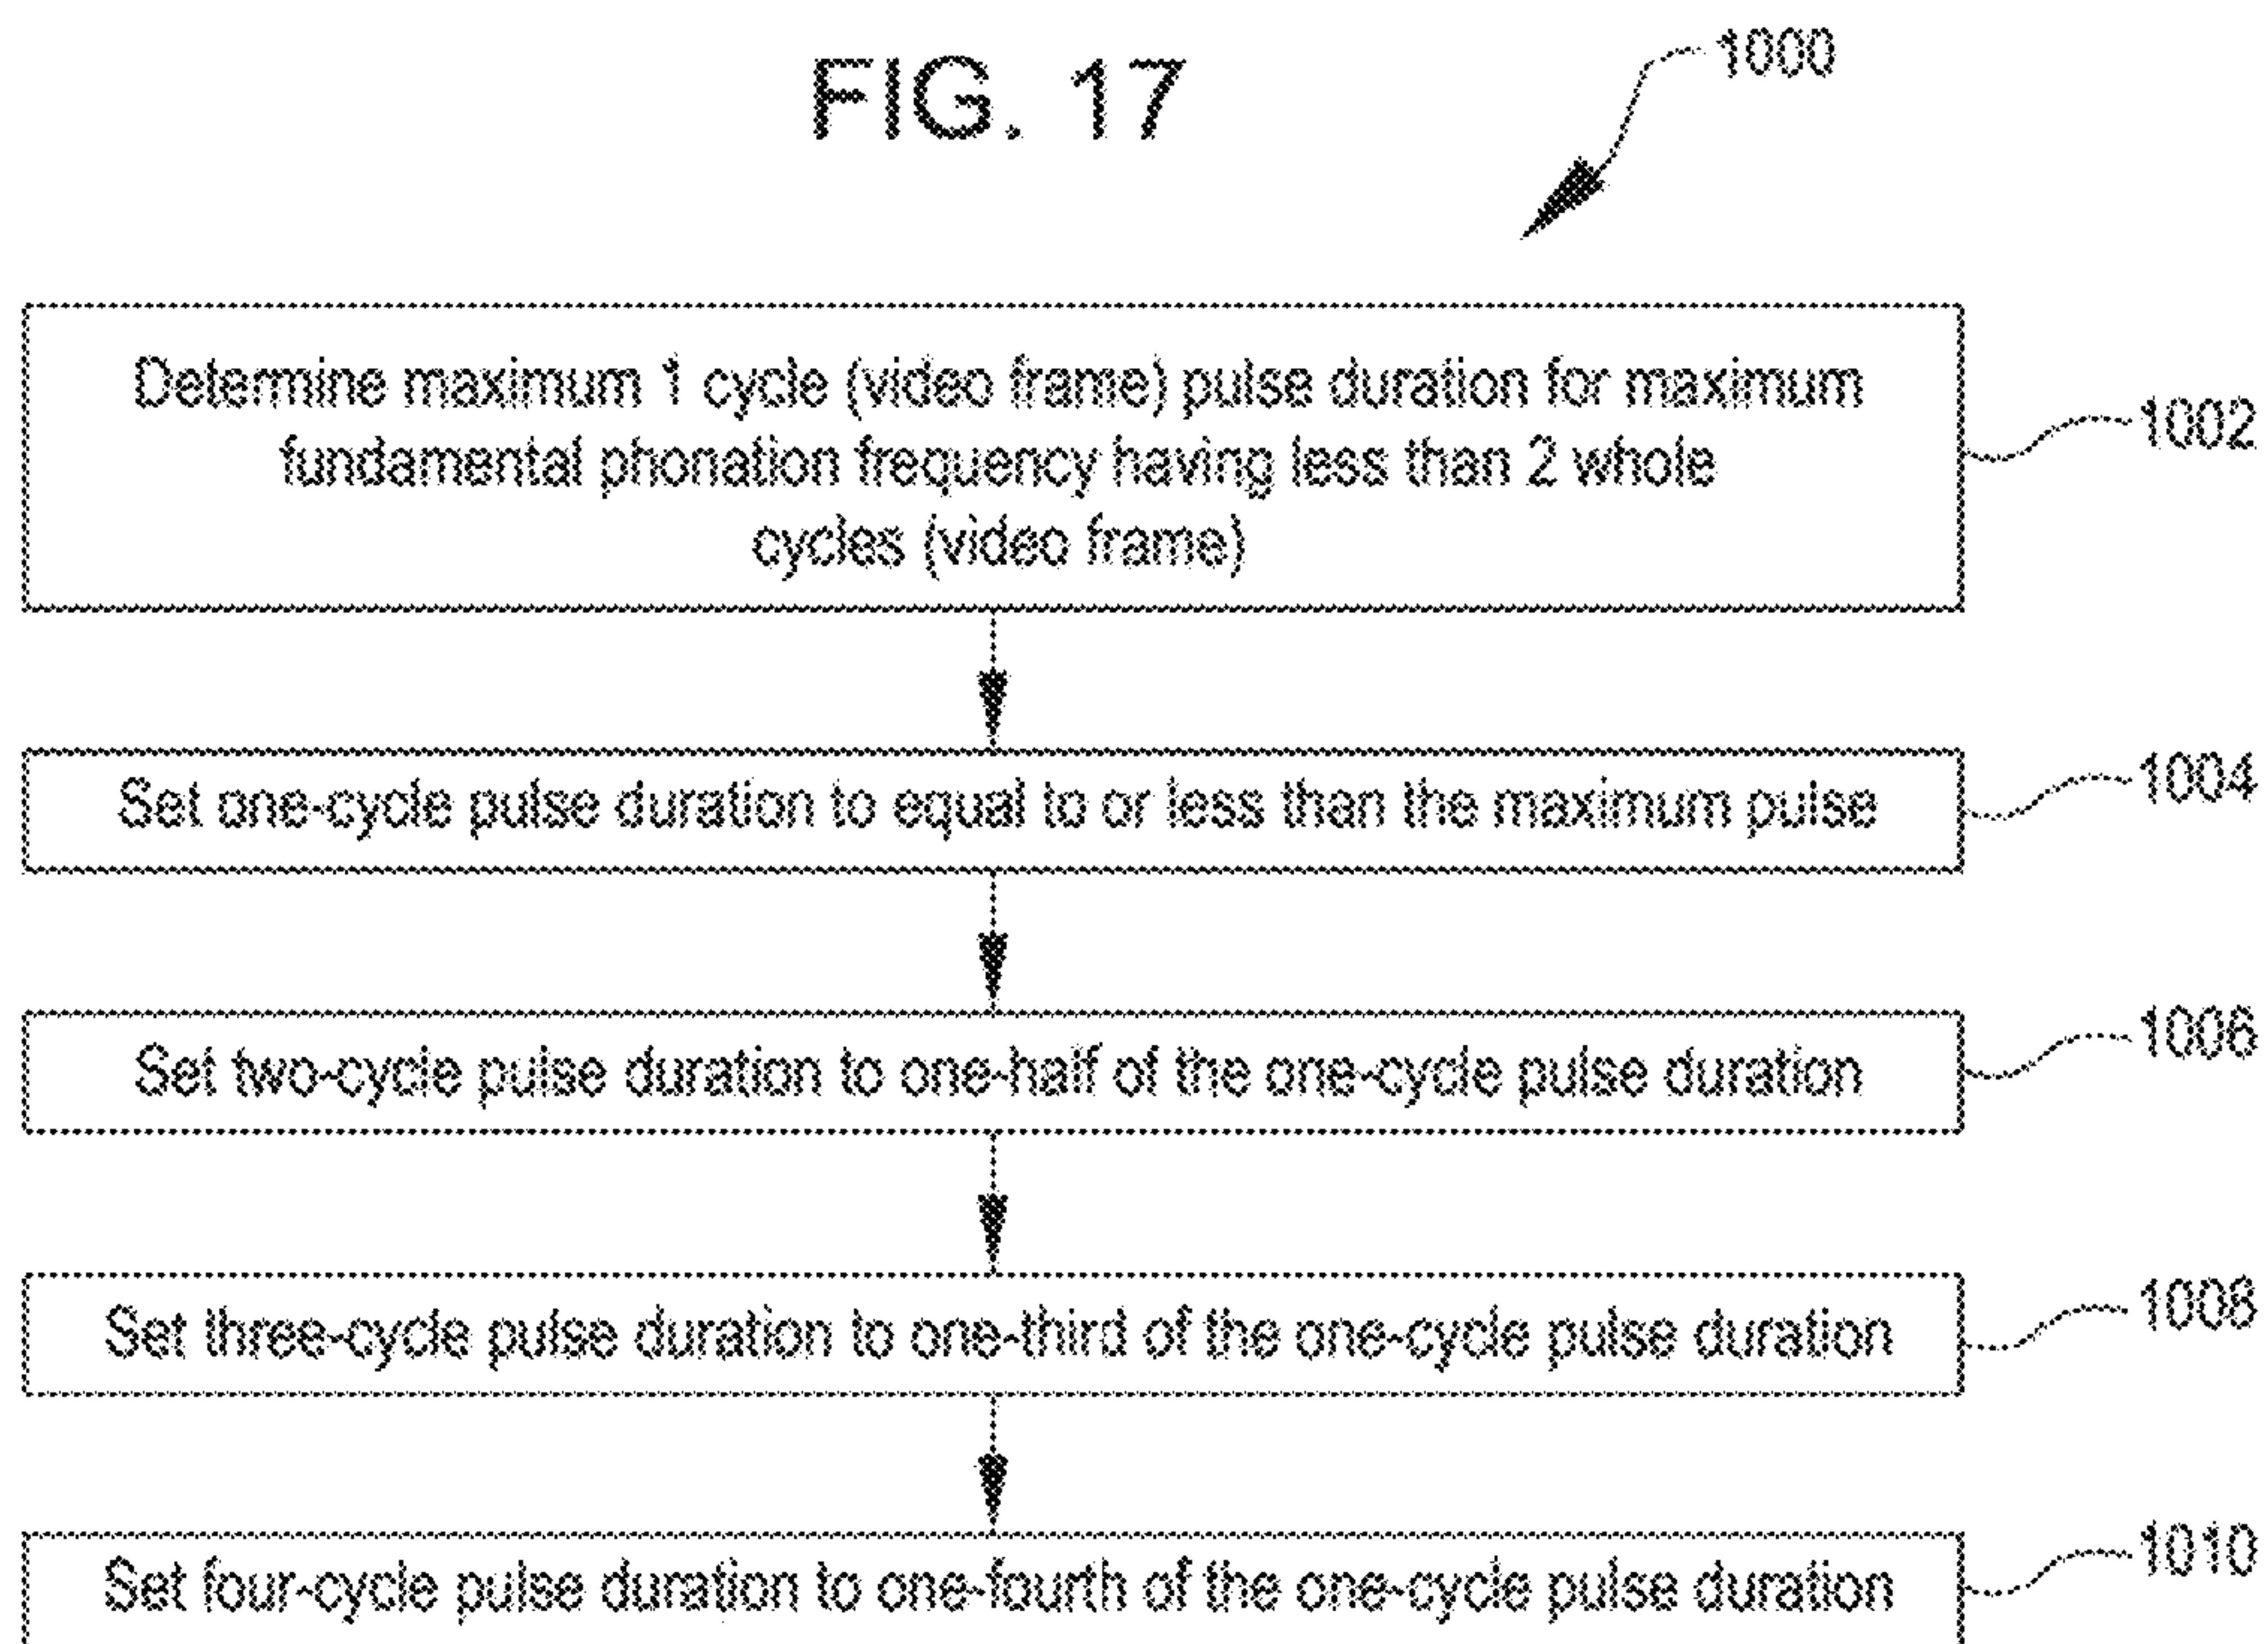 FIG. 17
1000
Determine maximum 1 cycle (video frame) pulse duration for maximum
fundamental phonation frequency having less than 2 whole
cycles (video frame)
1002
Set one-cycle pulse duration to equal to or less than the maximum pulse
1004
Set two-cycle pulse duration to one-half of the one-cycle pulse duration
1006
Set three-cycle pulse duration to one-third of the one-cycle pulse duration
1008
Set four-cycle pulse duration to one-fourth of the one-cycle pulse duration
1010